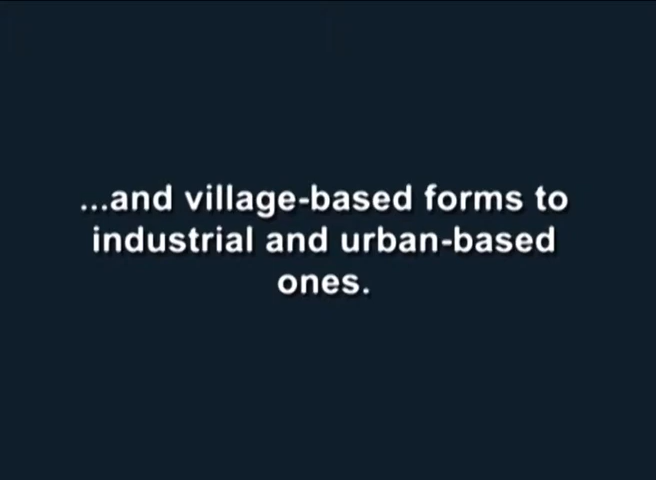 ...and village-based forms to
industrial and urban-based
ones.